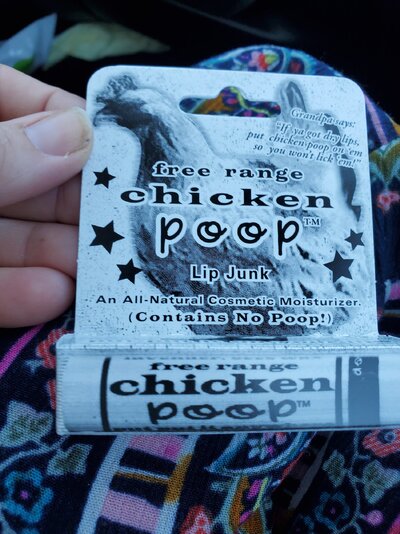 Grandpa says:
"If ya got dry lips,
put chicken poop on 'em
so you won't lick 'em!"
free range
chicken
poop™
Lip Junk
An All-Natural Cosmetic Moisturizer.
(Contains No Poop!)
free range
chicken
poop™